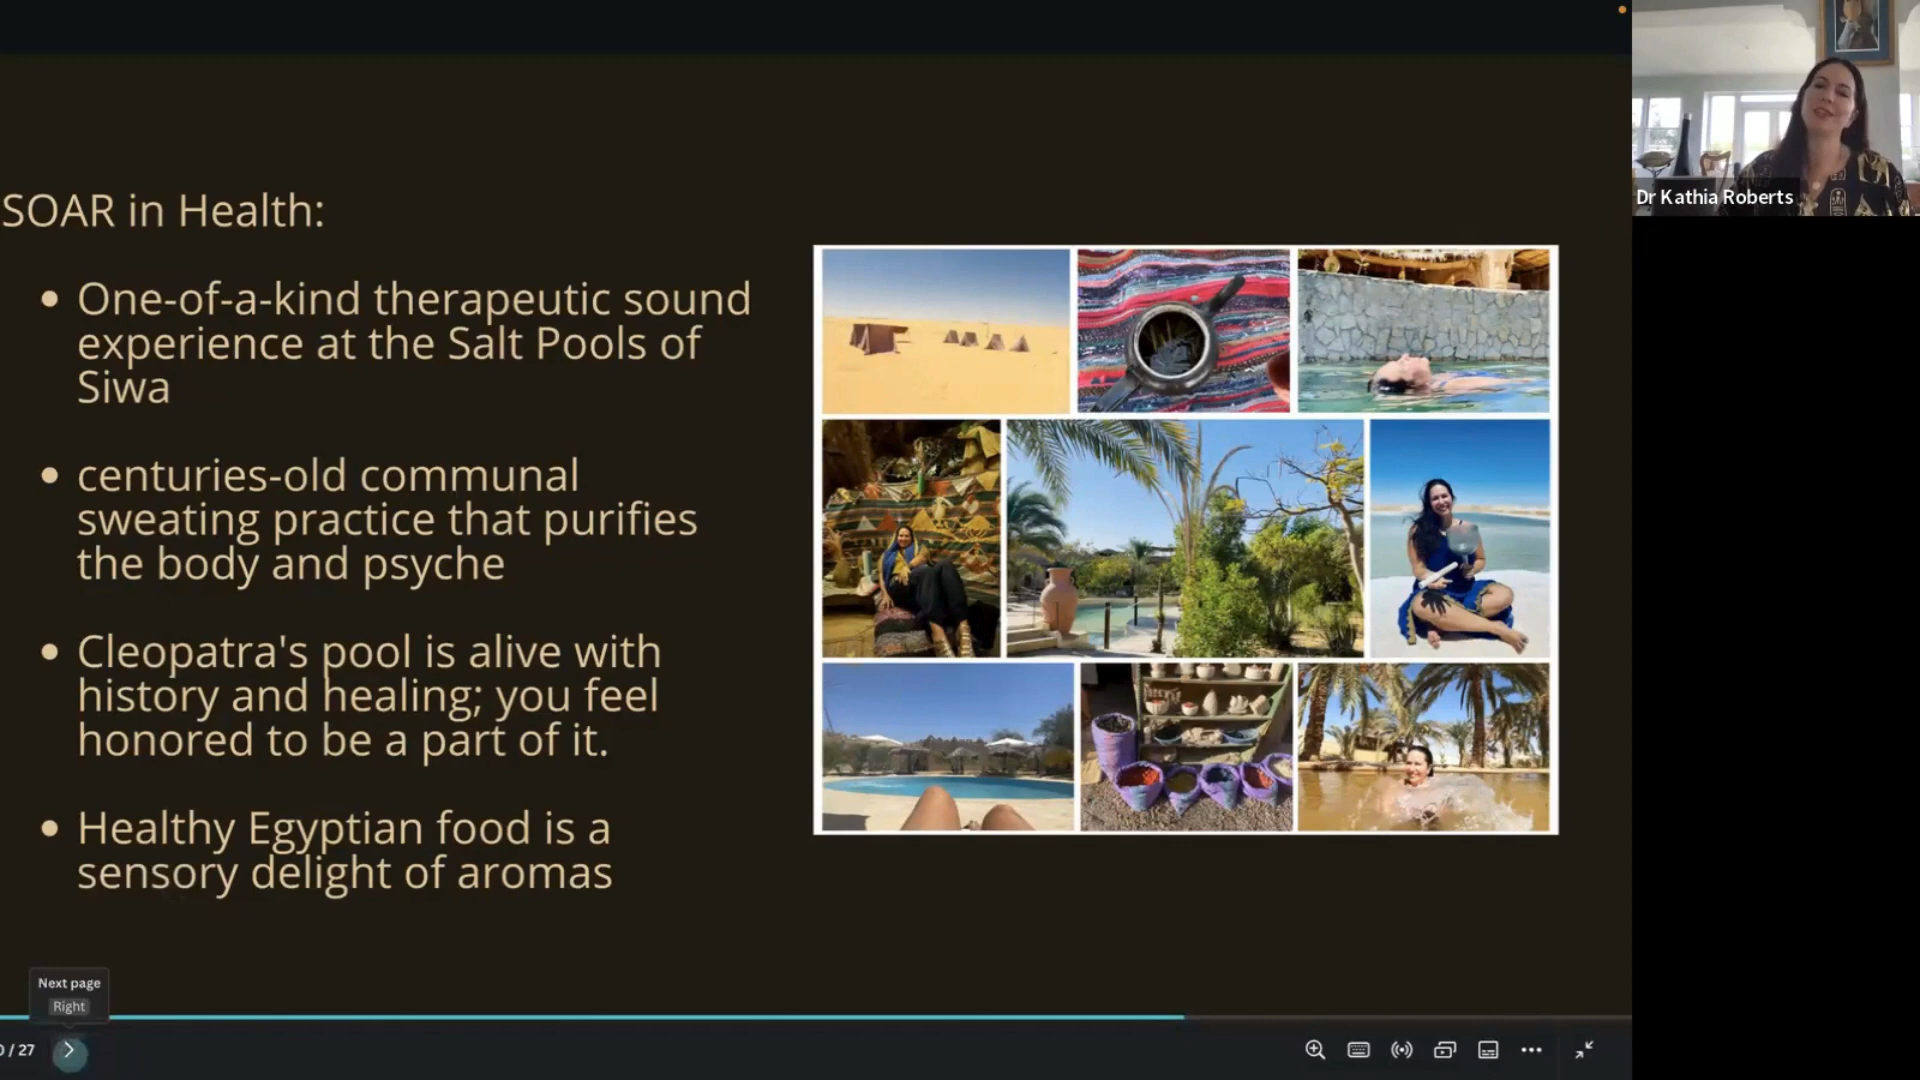 SOAR in Health:
• One-of-a-kind therapeutic sound
experience at the Salt Pools of
Siwa
• centuries-old communal
sweating practice that purifies
the body and psyche
• Cleopatra's pool is alive with
history and healing; you feel
honored to be a part of it.
• Healthy Egyptian food is a
sensory delight of aromas
Dr Kathia Roberts
Next page
Right
/ 27